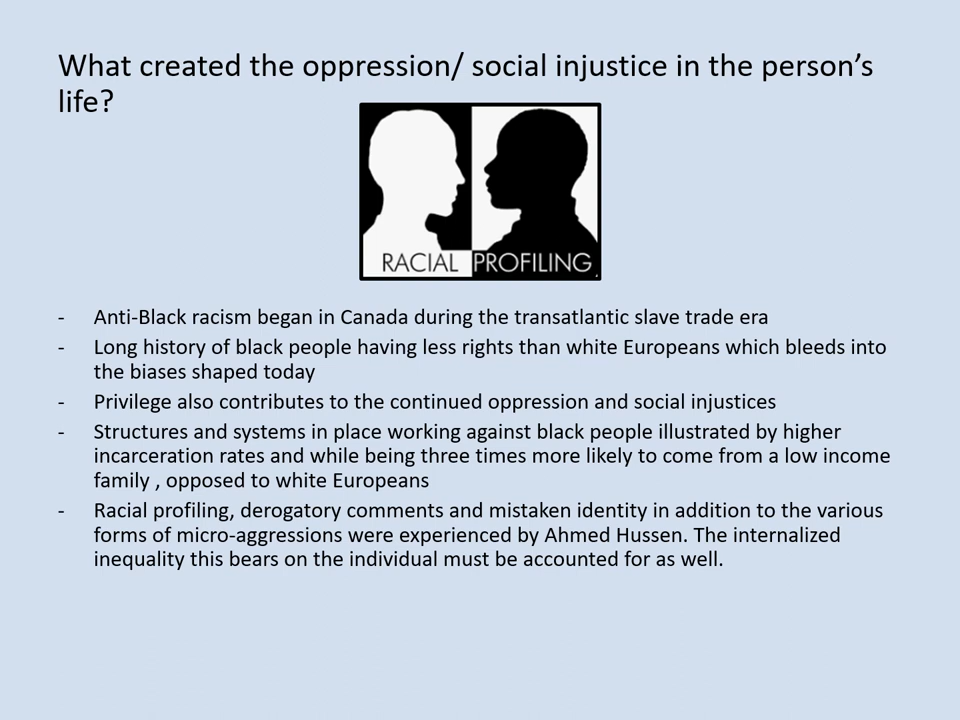 What created the oppression/ social injustice in the person’s
life?
RACIAL PROFILING
- Anti-Black racism began in Canada during the transatlantic slave trade era
- Long history of black people having less rights than white Europeans which bleeds into
the biases shaped today
- Privilege also contributes to the continued oppression and social injustices
- Structures and systems in place working against black people illustrated by higher
incarceration rates and while being three times more likely to come from a low income
family , opposed to white Europeans
- Racial profiling, derogatory comments and mistaken identity in addition to the various
forms of micro-aggressions were experienced by Ahmed Hussen. The internalized
inequality this bears on the individual must be accounted for as well.